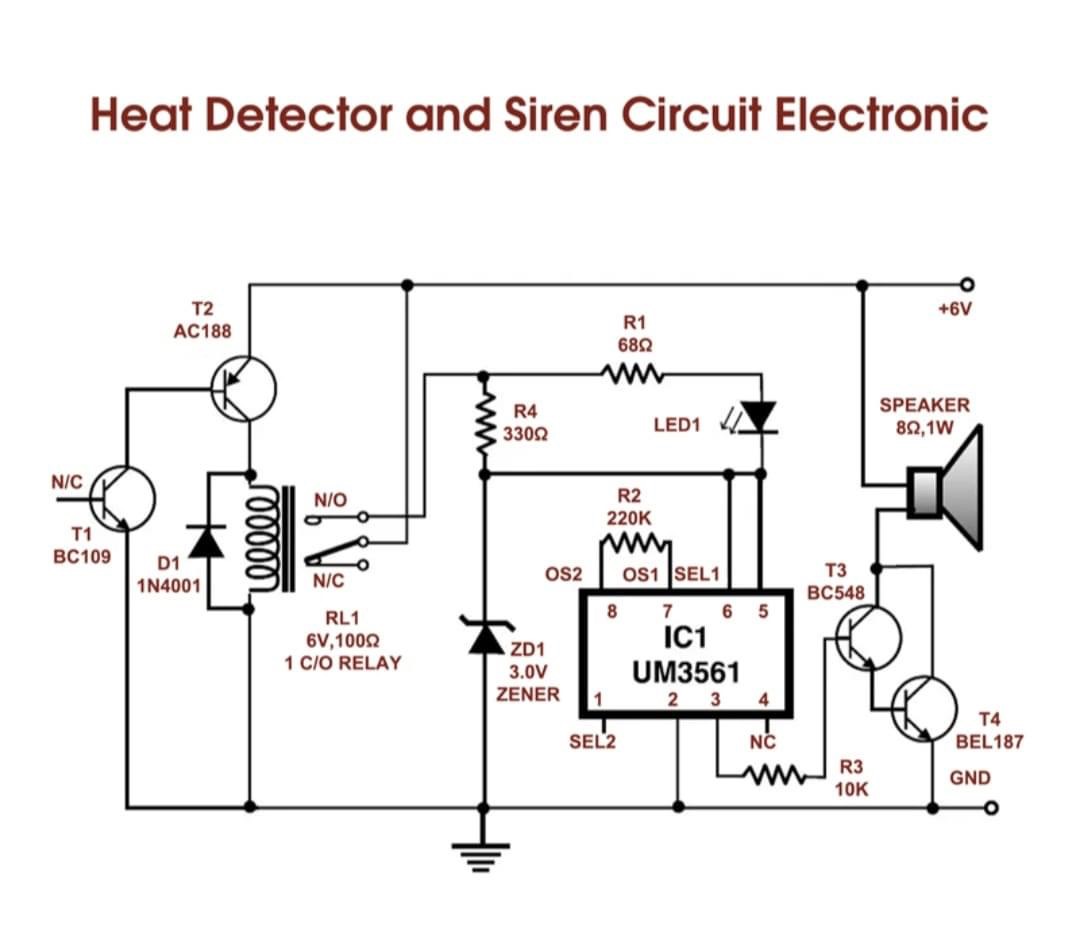 Heat Detector and Siren Circuit Electronic
T2
AC188
+6V
R1
68Ω
SPEAKER
8Ω,1W
R4
330Ω
LED1
N/C
T1
BC109
N/O
R2
220K
D1
1N4001
N/C
OS2
OS1
SEL1
T3
BC548
RL1
6V,100Ω
1 C/O RELAY
8
7
6
5
IC1
UM3561
1
2
3
4
ZD1
3.0V
ZENER
SEL2
NC
T4
BEL187
R3
10K
GND